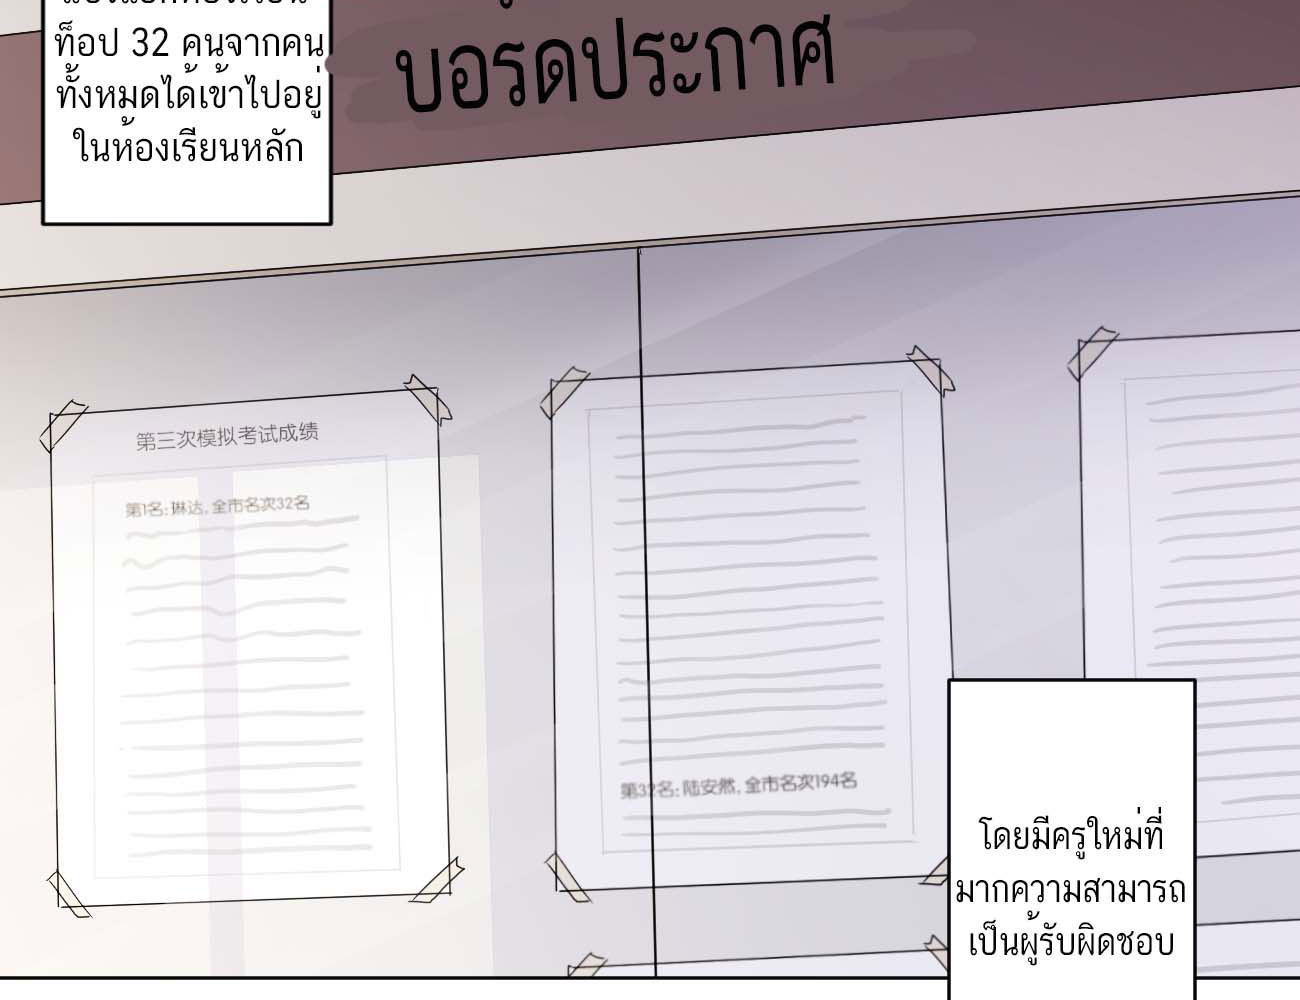 ท็อป 32 คนจากคน
ทั้งหมดได้เข้าไปอยู่
ในห้องเรียนหลัก
บอร์ดประกาศ
第三次模拟考试成绩
第1名:琳达,全市名次32名
第32名:陆安然,全市名次194名
โดยมีครูใหม่ที่
มากความสามารถ
เป็นผู้รับผิดชอบ